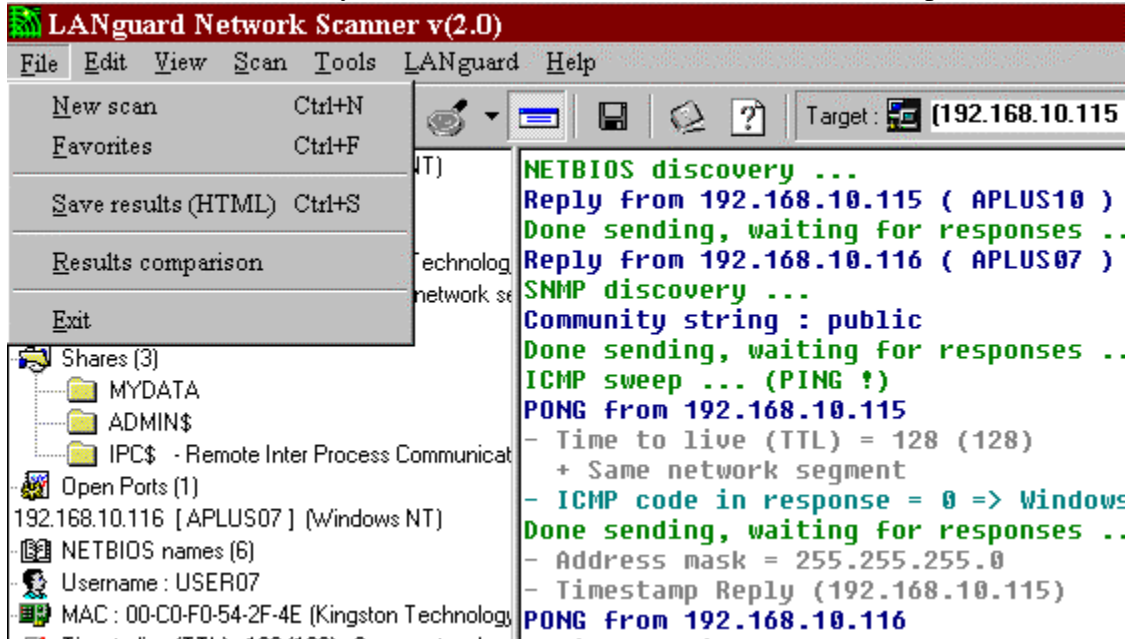 LANguard Network Scanner v(2.0)
File Edit View Scan Tools LANguard Help
New scan Ctrl+N
Favorites Ctrl+F
Save results (HTML) Ctrl+S
Results comparison
Exit
Target : (192.168.10.115
NT)
Technolog
network se
Shares (3)
MYDATA
ADMIN$
IPC$ - Remote Inter Process Communicat
Open Ports (1)
192.168.10.116 [ APLUS07 ] (Windows NT)
NETBIOS names (6)
Username : USER07
MAC : 00-C0-F0-54-2F-4E (Kingston Technology
NETBIOS discovery ...
Reply from 192.168.10.115 ( APLUS10 )
Done sending, waiting for responses ..
Reply from 192.168.10.116 ( APLUS07 )
SNMP discovery ...
Community string : public
Done sending, waiting for responses ..
ICMP sweep ... (PING !)
PONG from 192.168.10.115
- Time to live (TTL) = 128 (128)
+ Same network segment
- ICMP code in response = 0 => Windows
Done sending, waiting for responses ..
- Address mask = 255.255.255.0
- Timestamp Reply (192.168.10.115)
PONG from 192.168.10.116